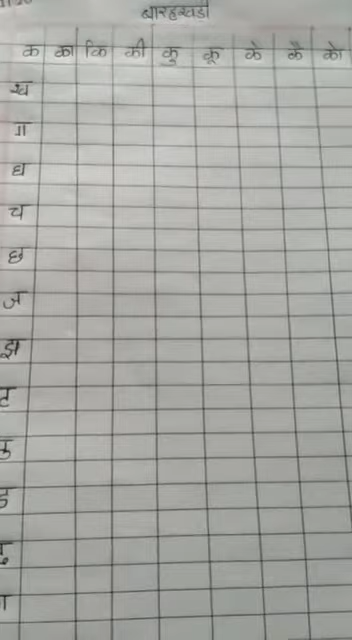 बारहखडी
क का कि की कु कू के कै को
ख
ग
घ
च
छ
ज
झ
ट
ठ
ड
ढ